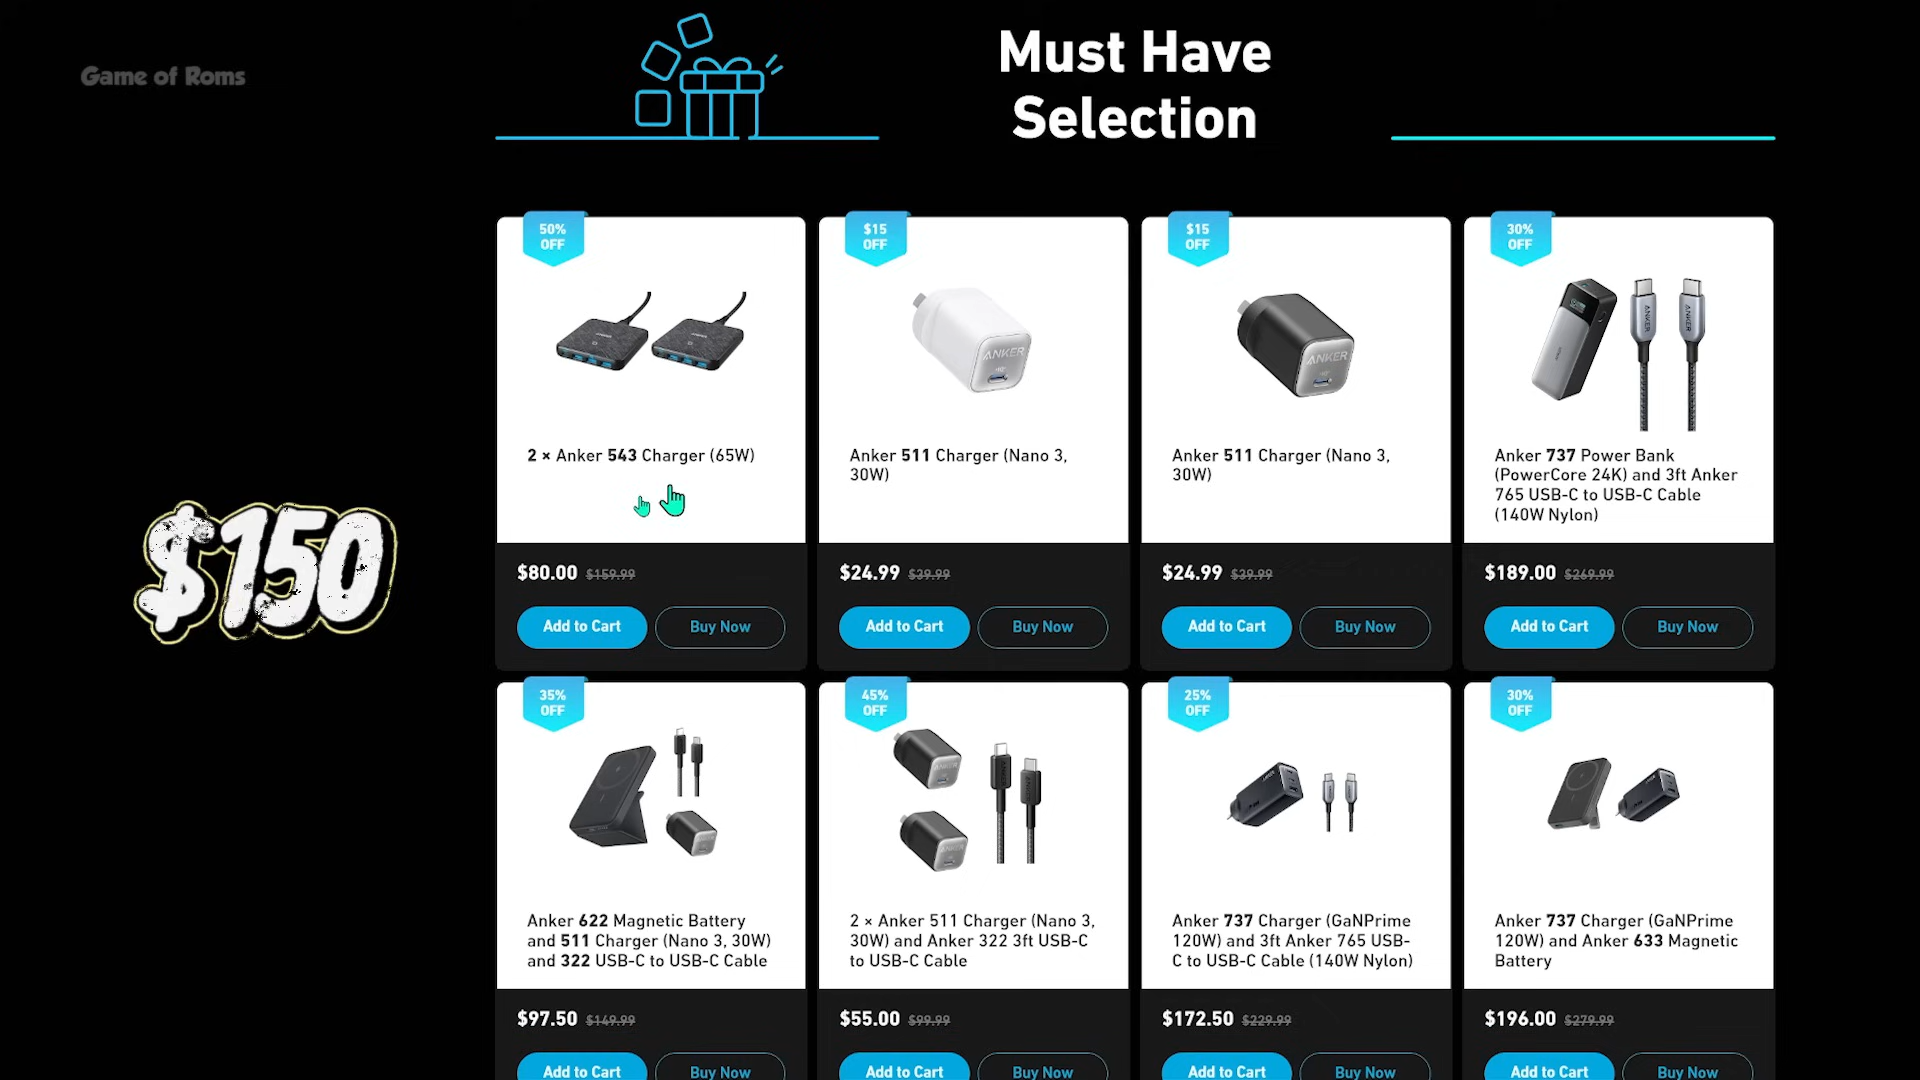 Game of Roms
Must Have
Selection
$150
50%
OFF
2 × Anker 543 Charger (65W)
$80.00 $159.99
Add to Cart
Buy Now
$15
OFF
ANKER
Anker 511 Charger (Nano 3,
30W)
$24.99 $39.99
Add to Cart
Buy Now
$15
OFF
ANKER
Anker 511 Charger (Nano 3,
30W)
$24.99 $39.99
Add to Cart
Buy Now
30%
OFF
ANKER
ANKER
Anker 737 Power Bank
(PowerCore 24K) and 3ft Anker
765 USB-C to USB-C Cable
(140W Nylon)
$189.00 $269.99
Add to Cart
Buy Now
35%
OFF
Anker 622 Magnetic Battery
and 511 Charger (Nano 3, 30W)
and 322 USB-C to USB-C Cable
$97.50 $149.99
Add to Cart
Buy Now
45%
OFF
2 × Anker 511 Charger (Nano 3,
30W) and Anker 322 3ft USB-C
to USB-C Cable
$55.00 $99.99
Add to Cart
Buy Now
25%
OFF
Anker 737 Charger (GaNPrime
120W) and 3ft Anker 765 USB-
C to USB-C Cable (140W Nylon)
$172.50 $229.99
Add to Cart
Buy Now
30%
OFF
Anker 737 Charger (GaNPrime
120W) and Anker 633 Magnetic
Battery
$196.00 $279.99
Add to Cart
Buy Now